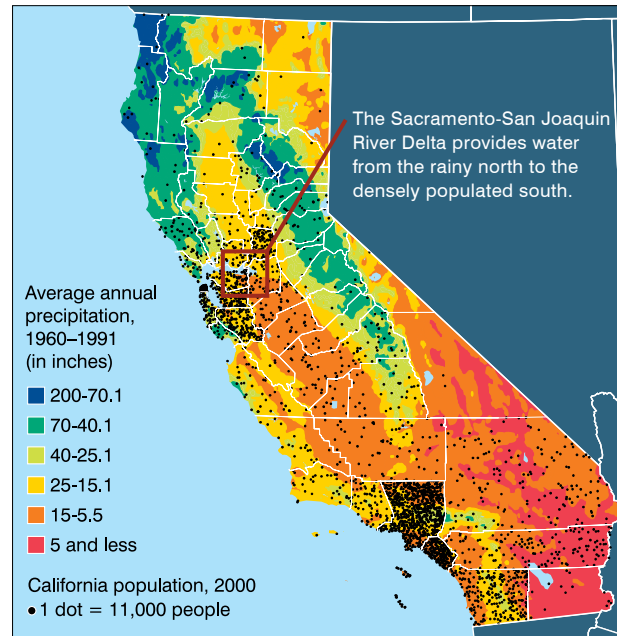 The Sacramento-San Joaquin
River Delta provides water
from the rainy north to the
densely populated south.
Average annual
precipitation,
1960–1991
(in inches)
200-70.1
70-40.1
40-25.1
25-15.1
15-5.5
5 and less
California population, 2000
1 dot = 11,000 people